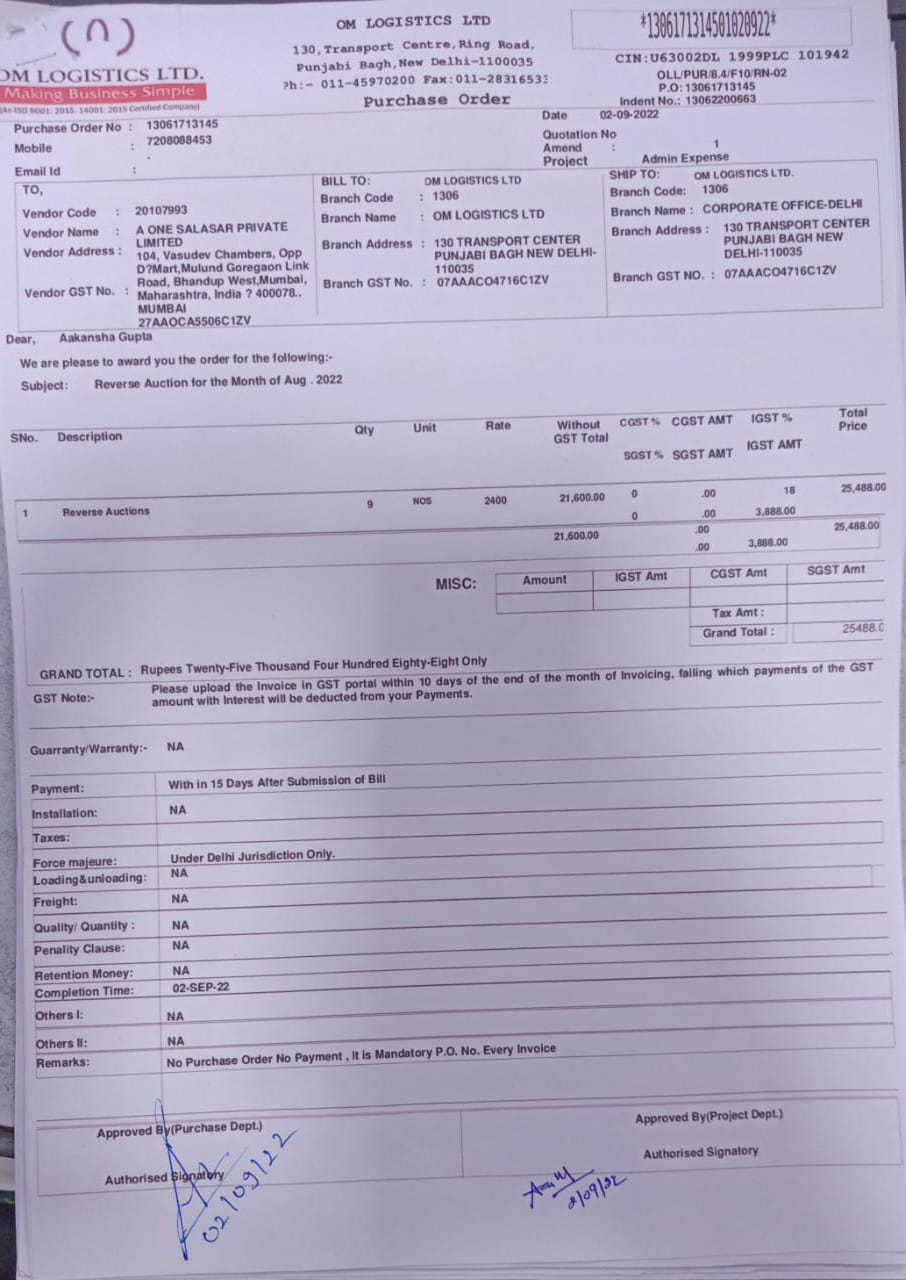 (n)
OM LOGISTICS LTD.
Making Business Simple
(An ISO 9001: 2015, 14001: 2015 Certified Company)
OM LOGISTICS LTD
130,Transport Centre,Ring Road,
Punjabi Bagh,New Delhi-1100035
Ph:- 011-45970200 Fax:011-28316533
Purchase Order
*1306171314501020922*
CIN:U63002DL 1999PLC 101942
OLL/PUR/8.4/F10/RN-02
P.O: 13061713145
Indent No.: 13062200663
Purchase Order No : 13061713145
Mobile : 7208088453
Email Id :
Date 02-09-2022
Quotation No
Amend : 1
Project Admin Expense
TO,
Vendor Code : 20107993
Vendor Name : A ONE SALASAR PRIVATE
LIMITED
Vendor Address : 104, Vasudev Chambers, Opp
D?Mart,Mulund Goregaon Link
Road, Bhandup West,Mumbai,
Maharashtra, India ? 400078..
MUMBAI
Vendor GST No. : 27AAOCA5506C1ZV
BILL TO: OM LOGISTICS LTD
Branch Code : 1306
Branch Name : OM LOGISTICS LTD
Branch Address : 130 TRANSPORT CENTER
PUNJABI BAGH NEW DELHI-
110035
Branch GST No. : 07AAACO4716C1ZV
SHIP TO: OM LOGISTICS LTD.
Branch Code: 1306
Branch Name : CORPORATE OFFICE-DELHI
Branch Address : 130 TRANSPORT CENTER
PUNJABI BAGH NEW
DELHI-110035
Branch GST NO. : 07AAACO4716C1ZV
Dear, Aakansha Gupta
We are please to award you the order for the following:-
Subject: Reverse Auction for the Month of Aug . 2022
SNo. Description Qty Unit Rate Without GST Total CGST % CGST AMT IGST % Total Price
SGST % SGST AMT IGST AMT
1 Reverse Auctions 9 NOS 2400 21,600.00 0 .00 18 25,488.00
0 .00 3,888.00
21,600.00 .00 25,488.00
.00 3,888.00
MISC: Amount IGST Amt CGST Amt SGST Amt
Tax Amt :
Grand Total : 25488.0
GRAND TOTAL : Rupees Twenty-Five Thousand Four Hundred Eighty-Eight Only
GST Note:- Please upload the Invoice in GST portal within 10 days of the end of the month of Invoicing, failing which payments of the GST
amount with Interest will be deducted from your Payments.
Guarranty/Warranty:- NA
Payment: With in 15 Days After Submission of Bill
Installation: NA
Taxes:
Force majeure: Under Delhi Jurisdiction Only.
Loading&unloading: NA
Freight: NA
Quality/ Quantity : NA
Penality Clause: NA
Retention Money: NA
Completion Time: 02-SEP-22
Others I: NA
Others II: NA
Remarks: No Purchase Order No Payment , It is Mandatory P.O. No. Every Invoice
Approved By(Purchase Dept.)
Authorised Signatory
02/09/22
Approved By(Project Dept.)
Authorised Signatory
2/09/22